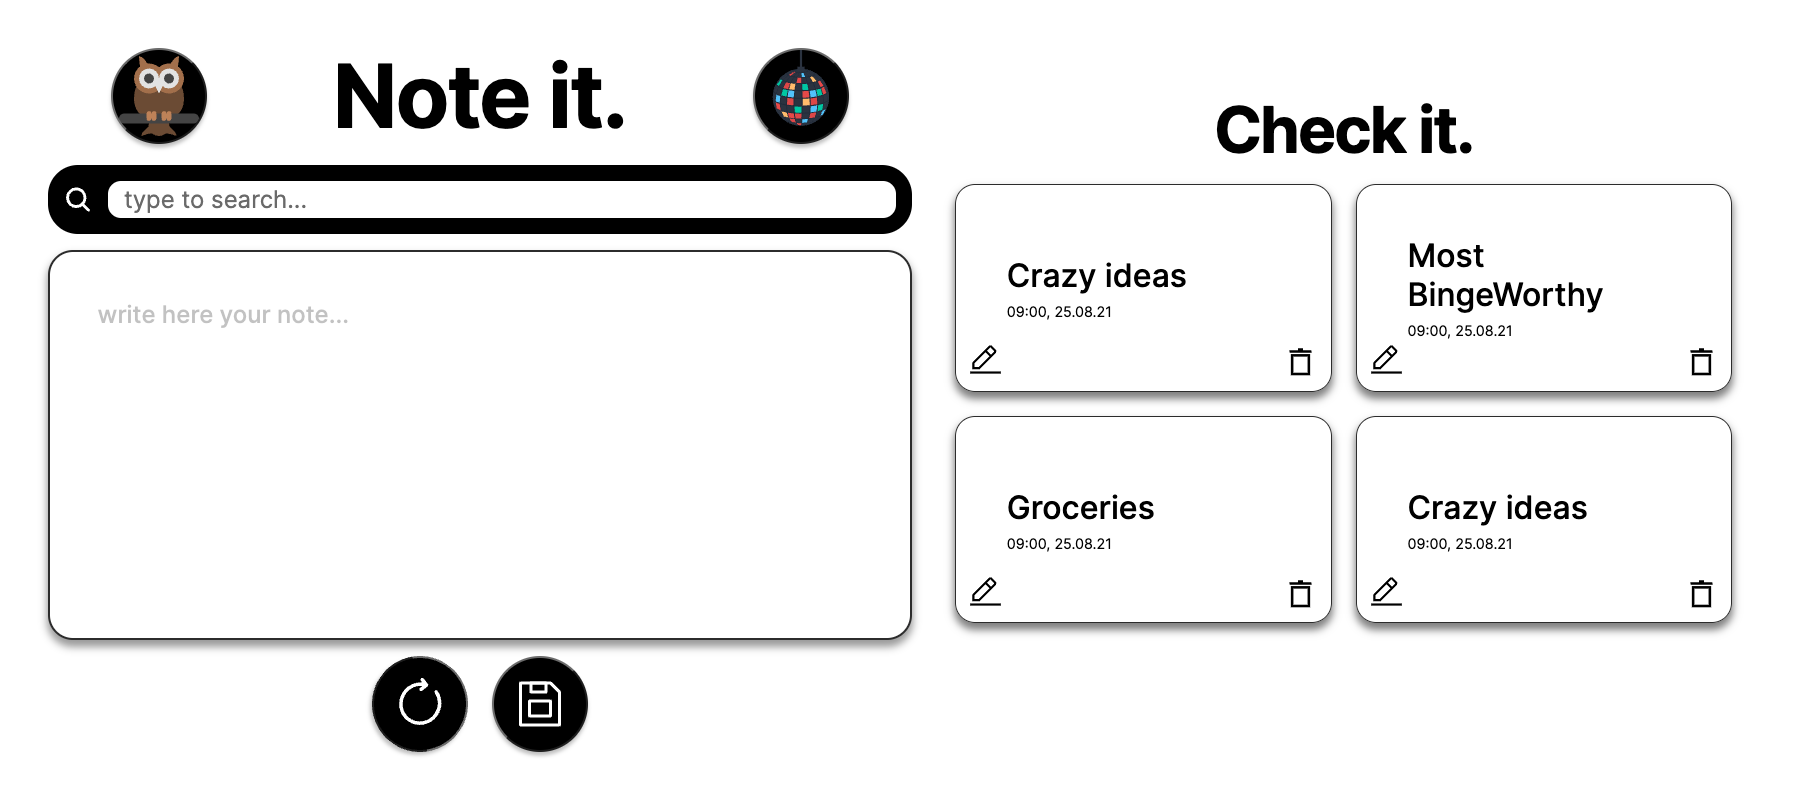 Note it.
type to search...
write here your note...
Check it.
Crazy ideas
09:00, 25.08.21
Most
BingeWorthy
09:00, 25.08.21
Groceries
09:00, 25.08.21
Crazy ideas
09:00, 25.08.21